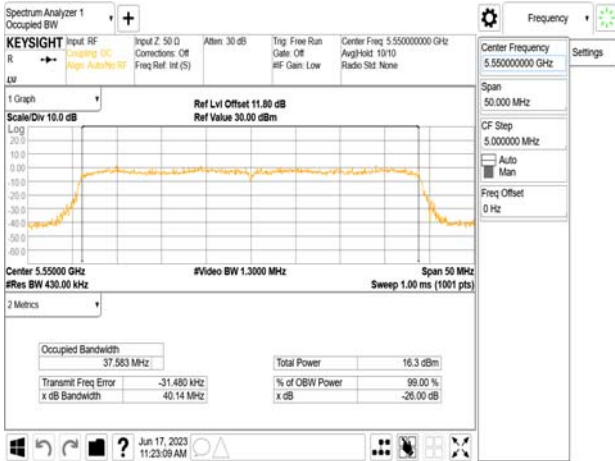 Spectrum Analyzer 1
Occupied BW
Frequency
KEYSIGHT
R
Input: RF
Coupling: DC
Align: Auto/No RF
Input Z: 50 Ω
Corrections: Off
Freq Ref: Int (S)
Atten: 30 dB
Trig: Free Run
Gate: Off
#IF Gain: Low
Center Freq: 5.550000000 GHz
Avg|Hold: 10/10
Radio Std: None
Center Frequency
5.550000000 GHz
Settings
Span
50.000 MHz
CF Step
5.000000 MHz
Auto
Man
Freq Offset
0 Hz
1 Graph
Scale/Div 10.0 dB
Ref Lvl Offset 11.80 dB
Ref Value 30.00 dBm
Log
20.0
10.0
0.00
-10.0
-20.0
-30.0
-40.0
-50.0
-60.0
Center 5.55000 GHz
#Video BW 1.3000 MHz
Span 50 MHz
#Res BW 430.00 kHz
Sweep 1.00 ms (1001 pts)
2 Metrics
Occupied Bandwidth
37.583 MHz
Total Power 16.3 dBm
Transmit Freq Error -31.480 kHz
% of OBW Power 99.00 %
x dB Bandwidth 40.14 MHz
x dB -26.00 dB
?
Jun 17, 2023
11:23:09 AM